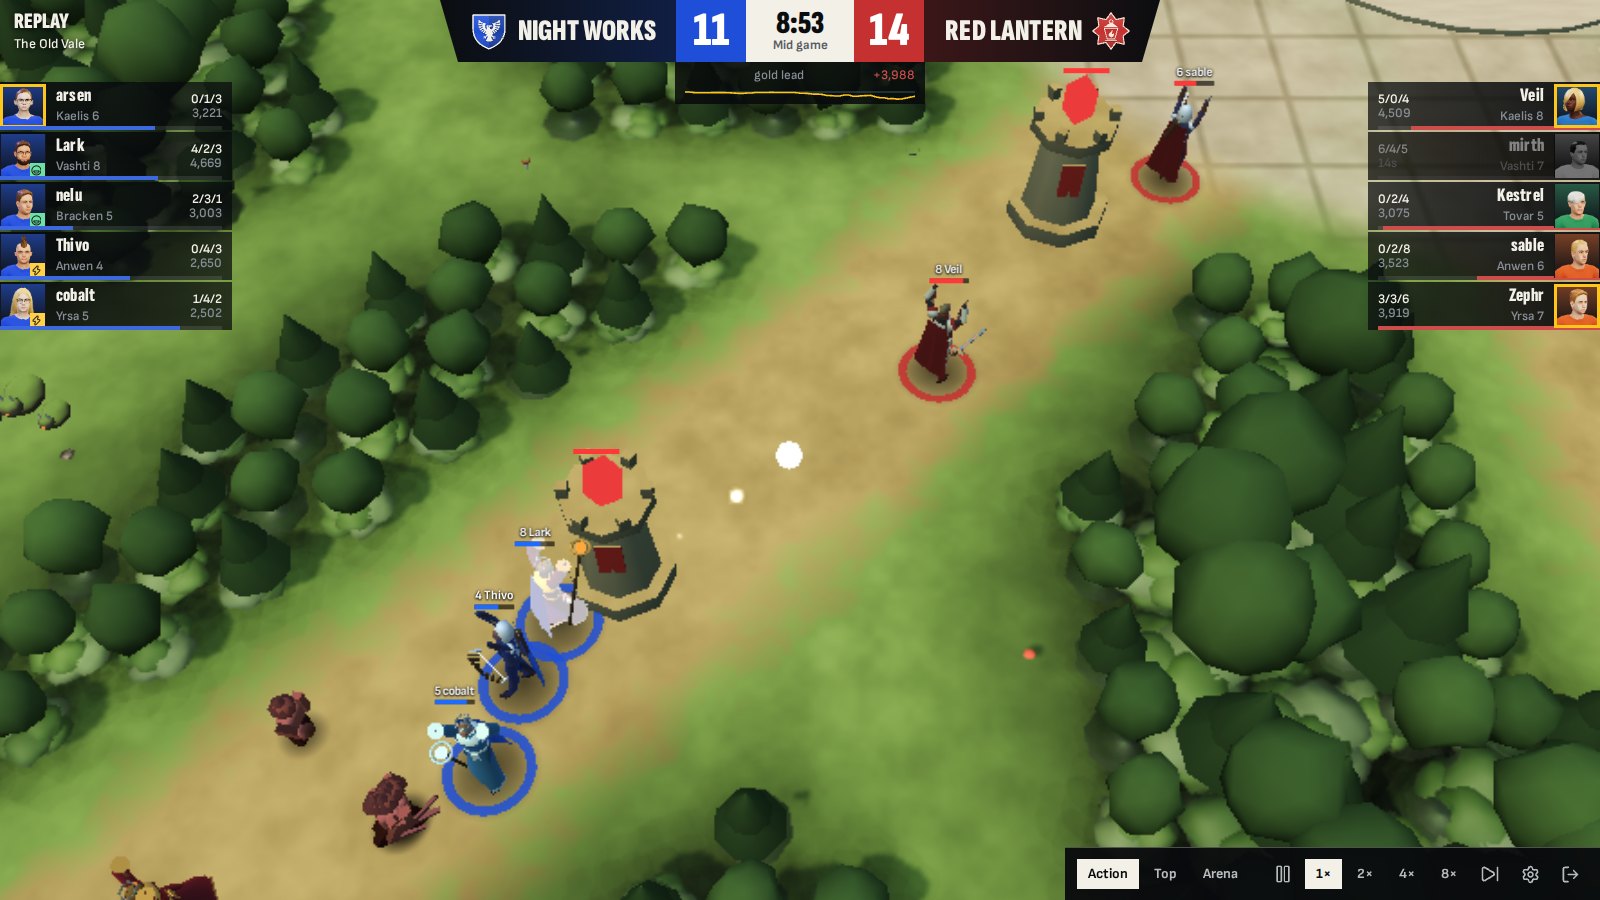 REPLAY
The Old Vale
NIGHT WORKS
11
8:53
Mid game
14
RED LANTERN
gold lead
+3,988
arsen
Kaelis 6
0/1/3
3,221
Lark
Vashti 8
4/2/3
4,669
nelu
Bracken 5
2/3/1
3,003
Thivo
Anwen 4
0/4/3
2,650
cobalt
Yrsa 5
1/4/2
2,502
5/0/4
4,509
Veil
Kaelis 8
6/4/5
14s
mirth
Vashti 7
0/2/4
3,075
Kestrel
Tovar 5
0/2/8
3,523
sable
Anwen 6
3/3/6
3,919
Zephr
Yrsa 7
6 sable
8 Veil
8 Lark
4 Thivo
5 cobalt
Action
Top
Arena
1×
2×
4×
8×